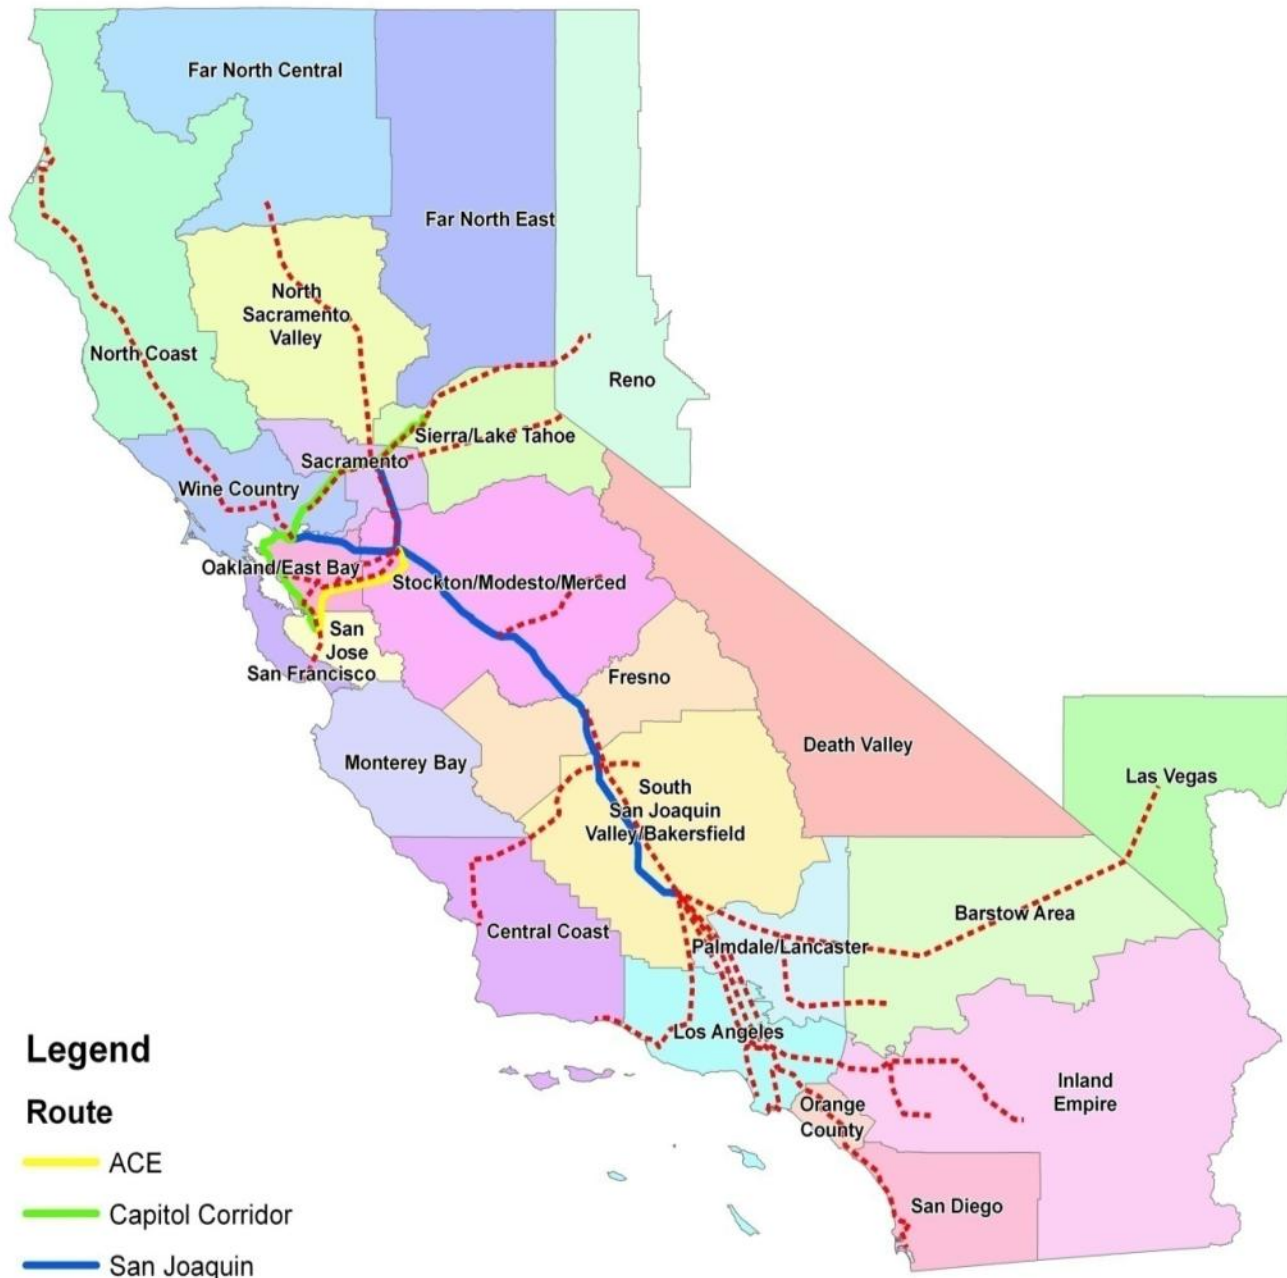 Far North Central
Far North East
North
Sacramento
Valley
North Coast
Reno
Sierra/Lake Tahoe
Sacramento
Wine Country
Oakland/East Bay
Stockton/Modesto/Merced
San
Jose
San Francisco
Fresno
Monterey Bay
Death Valley
Las Vegas
South
San Joaquin
Valley/Bakersfield
Barstow Area
Central Coast
Palmdale/Lancaster
Los Angeles
Inland
Empire
Orange
County
San Diego
Legend
Route
ACE
Capitol Corridor
San Joaquin